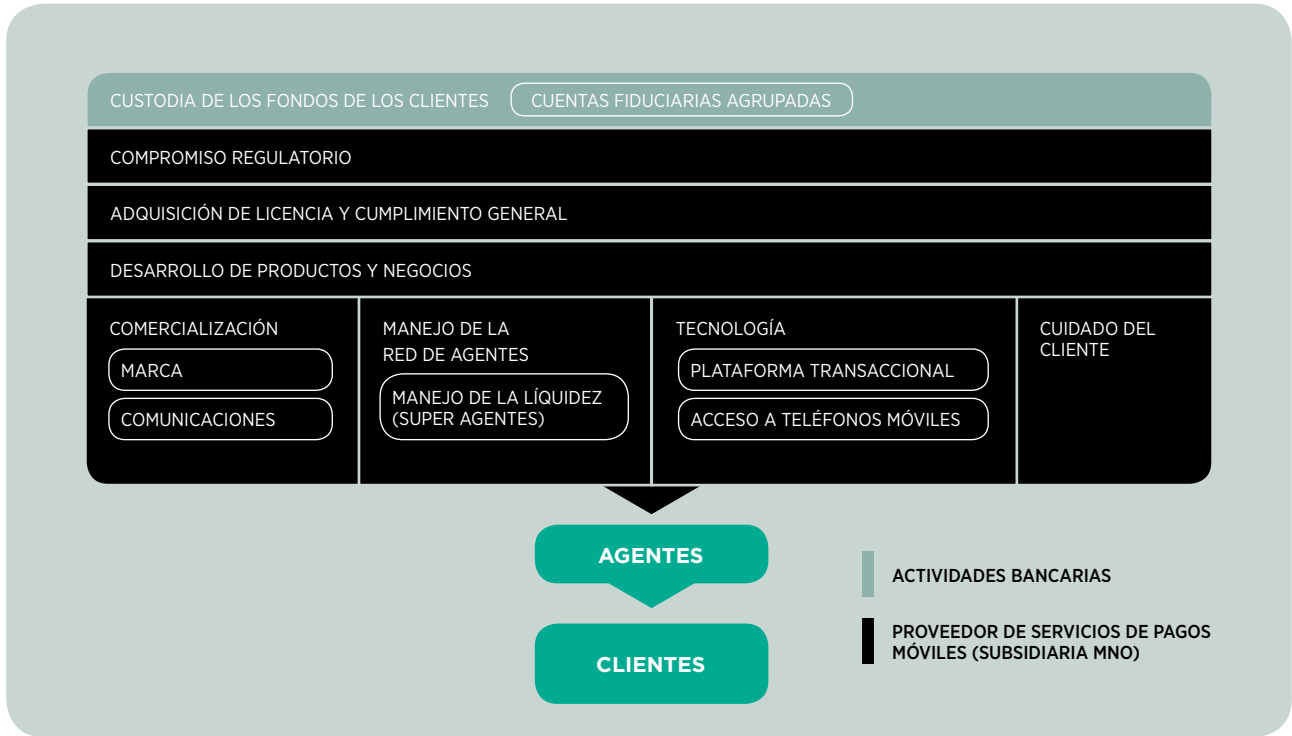 CUSTODIA DE LOS FONDOS DE LOS CLIENTES
CUENTAS FIDUCIARIAS AGRUPADAS
COMPROMISO REGULATORIO
ADQUISICIÓN DE LICENCIA Y CUMPLIMIENTO GENERAL
DESARROLLO DE PRODUCTOS Y NEGOCIOS
COMERCIALIZACIÓN
MARCA
COMUNICACIONES
MANEJO DE LA
RED DE AGENTES
MANEJO DE LA LÍQUIDEZ
(SUPER AGENTES)
TECNOLOGÍA
PLATAFORMA TRANSACCIONAL
ACCESO A TELÉFONOS MÓVILES
CUIDADO DEL
CLIENTE
AGENTES
CLIENTES
ACTIVIDADES BANCARIAS
PROVEEDOR DE SERVICIOS DE PAGOS
MÓVILES (SUBSIDIARIA MNO)